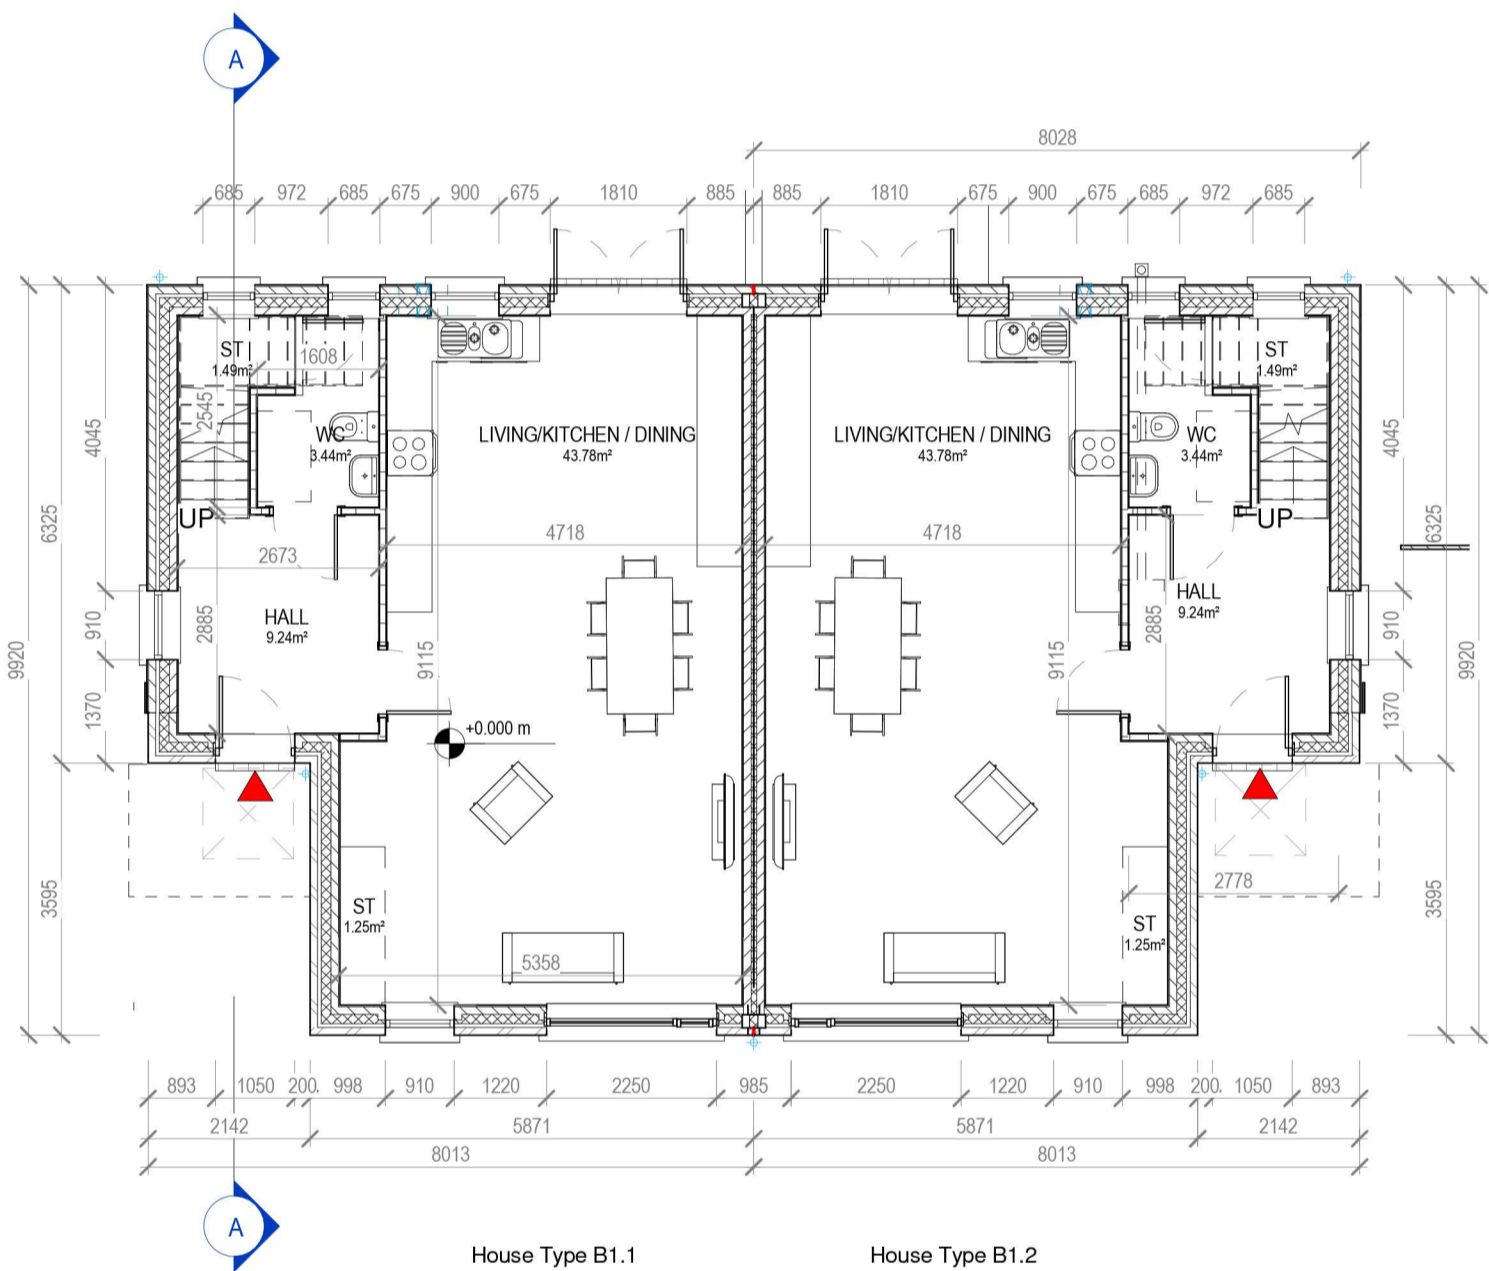 A
8028
685 972 685 675 900 675 1810 885 885 1810 675 900 675 685 972 685
ST
1.49m²
1608
ST
1.49m²
2545
4045
WC
3.44m²
LIVING/KITCHEN / DINING
43.78m²
LIVING/KITCHEN / DINING
43.78m²
WC
3.44m²
4045
UP
UP
6325
6325
4718
4718
2673
HALL
9.24m²
HALL
9.24m²
910
2885
2885
910
9920
9115
9115
9920
1370
1370
+0.000 m
3595
2778
3595
ST
1.25m²
ST
1.25m²
5358
893 1050 200. 998 910 1220 2250 985 2250 1220 910 998 200. 1050 893
2142 5871 5871 2142
8013 8013
A
House Type B1.1 House Type B1.2